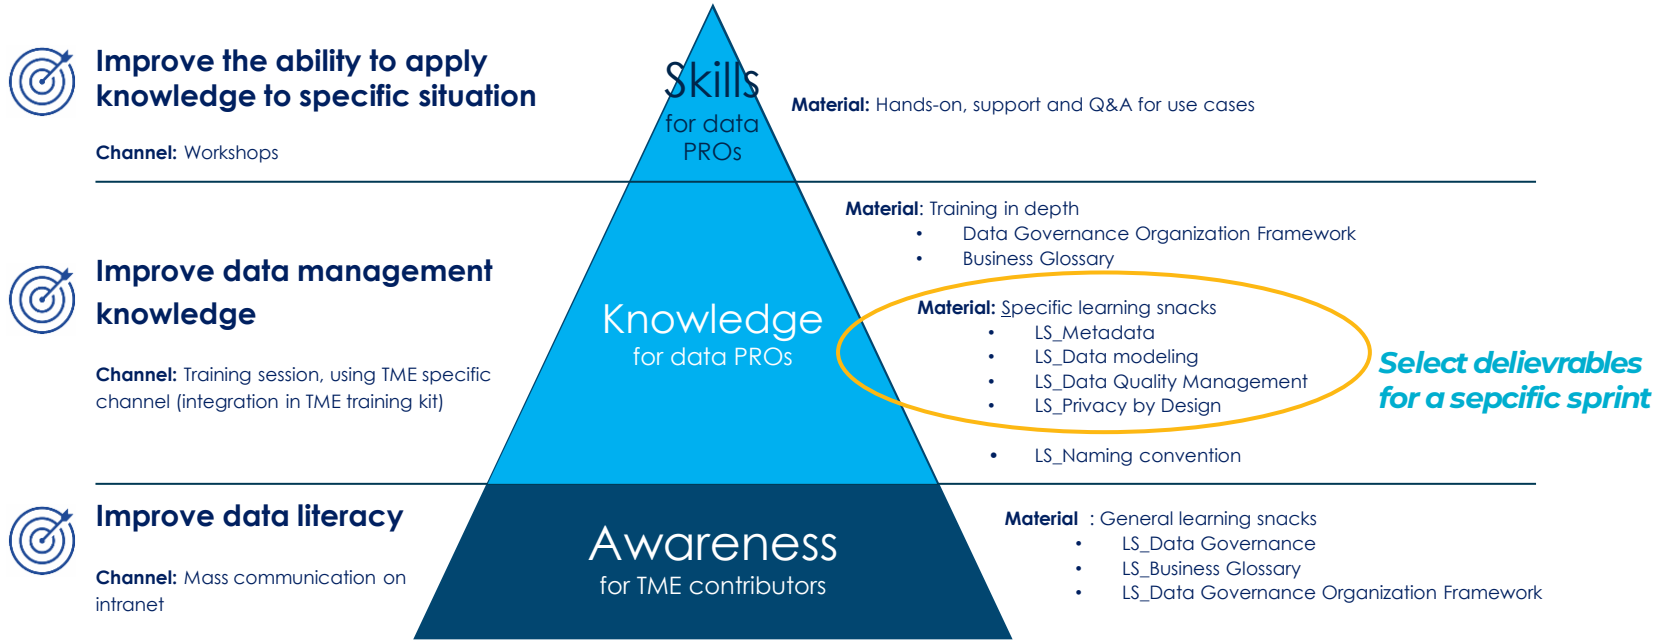 Improve the ability to apply
knowledge to specific situation
Channel: Workshops
Skills
for data
PROs
Material: Hands-on, support and Q&A for use cases
Improve data management
knowledge
Channel: Training session, using TME specific
channel (integration in TME training kit)
Knowledge
for data PROs
Material: Training in depth
• Data Governance Organization Framework
• Business Glossary
Material: Specific learning snacks
• LS_Metadata
• LS_Data modeling
• LS_Data Quality Management
• LS_Privacy by Design
• LS_Naming convention
Select delievrables
for a sepcific sprint
Improve data literacy
Channel: Mass communication on
intranet
Awareness
for TME contributors
Material : General learning snacks
• LS_Data Governance
• LS_Business Glossary
• LS_Data Governance Organization Framework